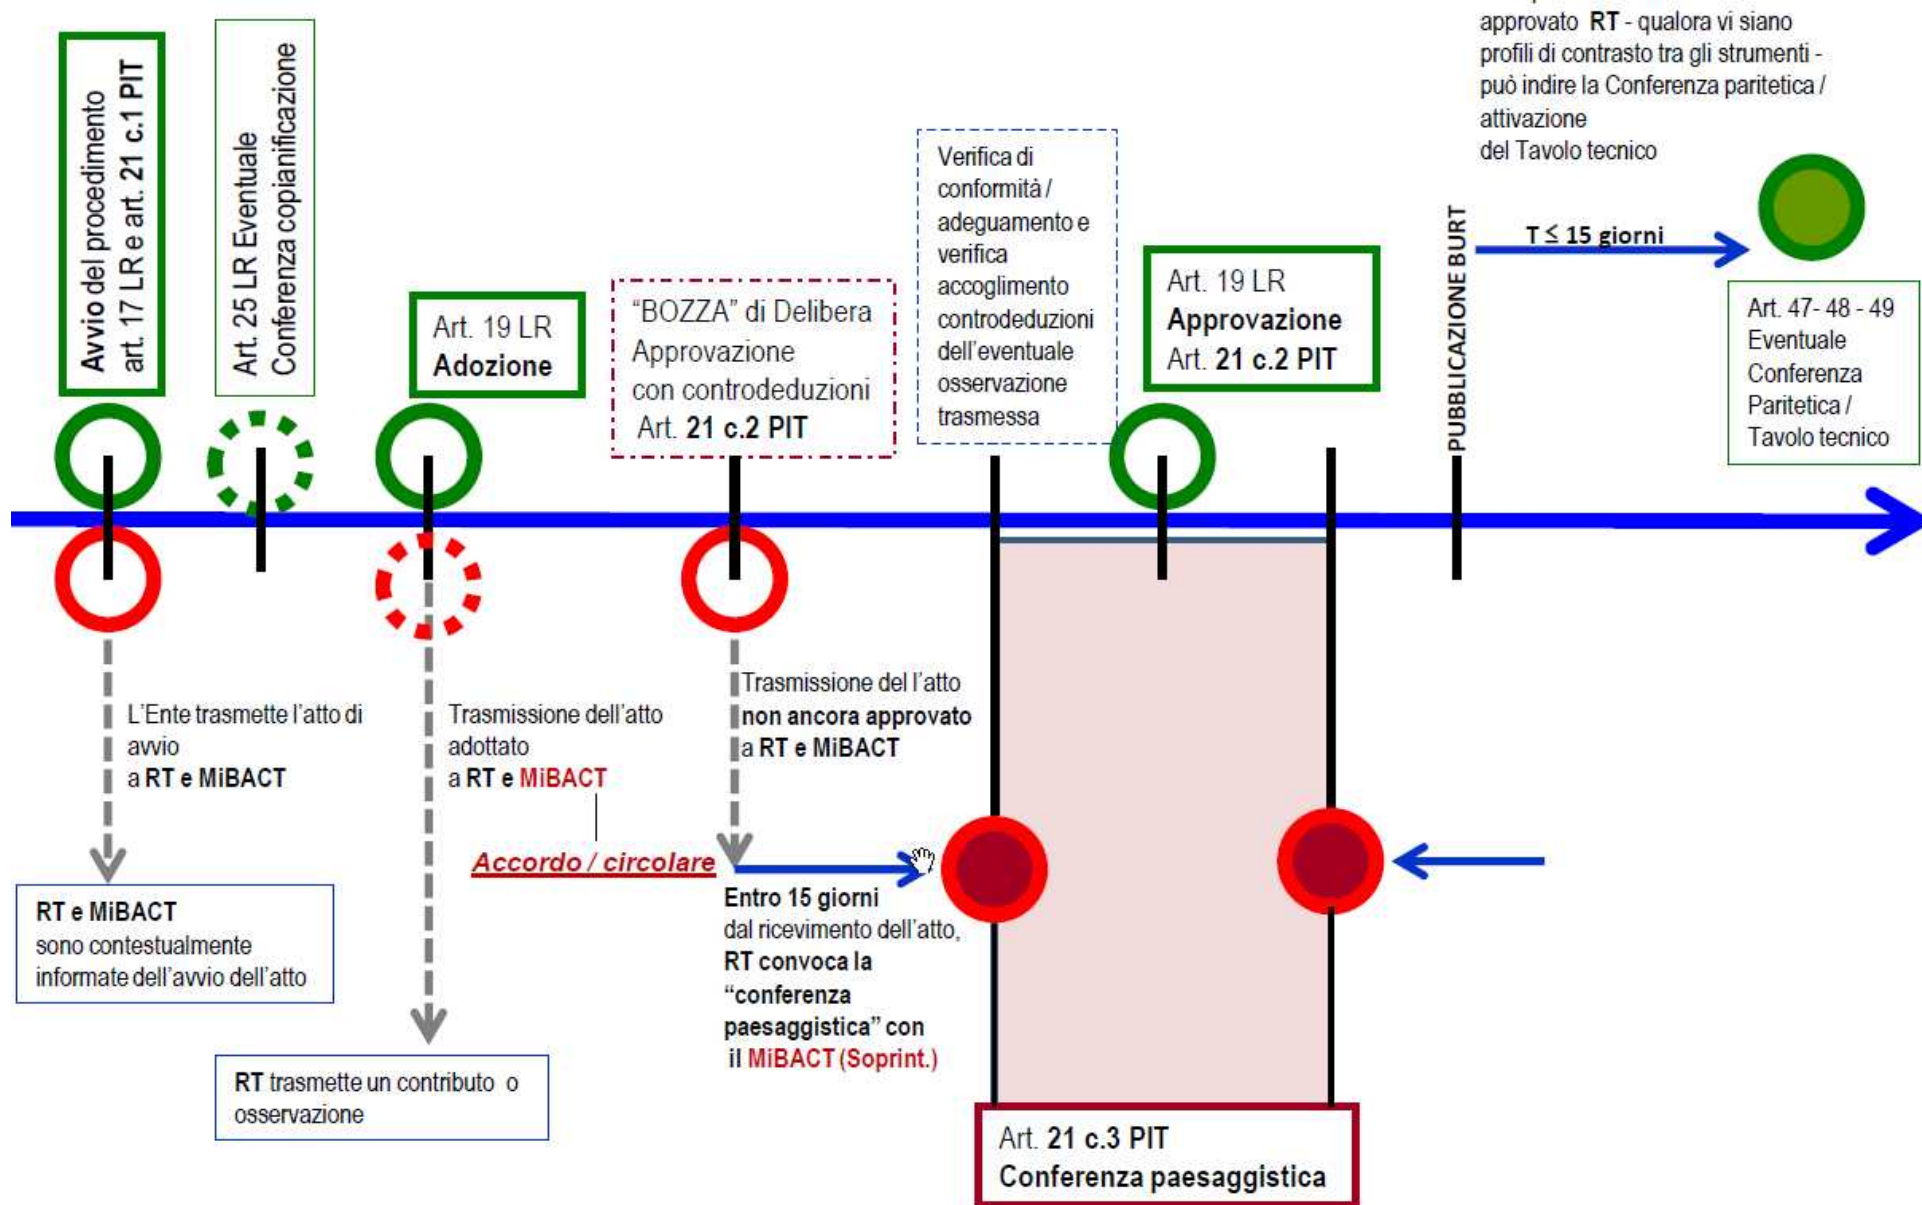 Avvio del procedimento
art. 17 LR e art. 21 c.1 PIT
Art. 25 LR Eventuale
Conferenza copianificazione
Art. 19 LR
Adozione
"BOZZA" di Delibera
Approvazione
con controdeduzioni
Art. 21 c.2 PIT
Verifica di
conformità /
adeguamento e
verifica
accoglimento
controdeduzioni
dell'eventuale
osservazione
trasmessa
Art. 19 LR
Approvazione
Art. 21 c.2 PIT
PUBBLICAZIONE BURT
approvato RT - qualora vi siano
profili di contrasto tra gli strumenti -
può indire la Conferenza paritetica /
attivazione
del Tavolo tecnico
T ≤ 15 giorni
Art. 47- 48 - 49
Eventuale
Conferenza
Paritetica /
Tavolo tecnico
L'Ente trasmette l'atto di
avvio
a RT e MiBACT
RT e MiBACT
sono contestualmente
informate dell'avvio dell'atto
Trasmissione dell'atto
adottato
a RT e MiBACT
Accordo / circolare
RT trasmette un contributo o
osservazione
Trasmissione del l'atto
non ancora approvato
a RT e MiBACT
Entro 15 giorni
dal ricevimento dell'atto,
RT convoca la
"conferenza
paesaggistica" con
il MiBACT (Soprint.)
Art. 21 c.3 PIT
Conferenza paesaggistica